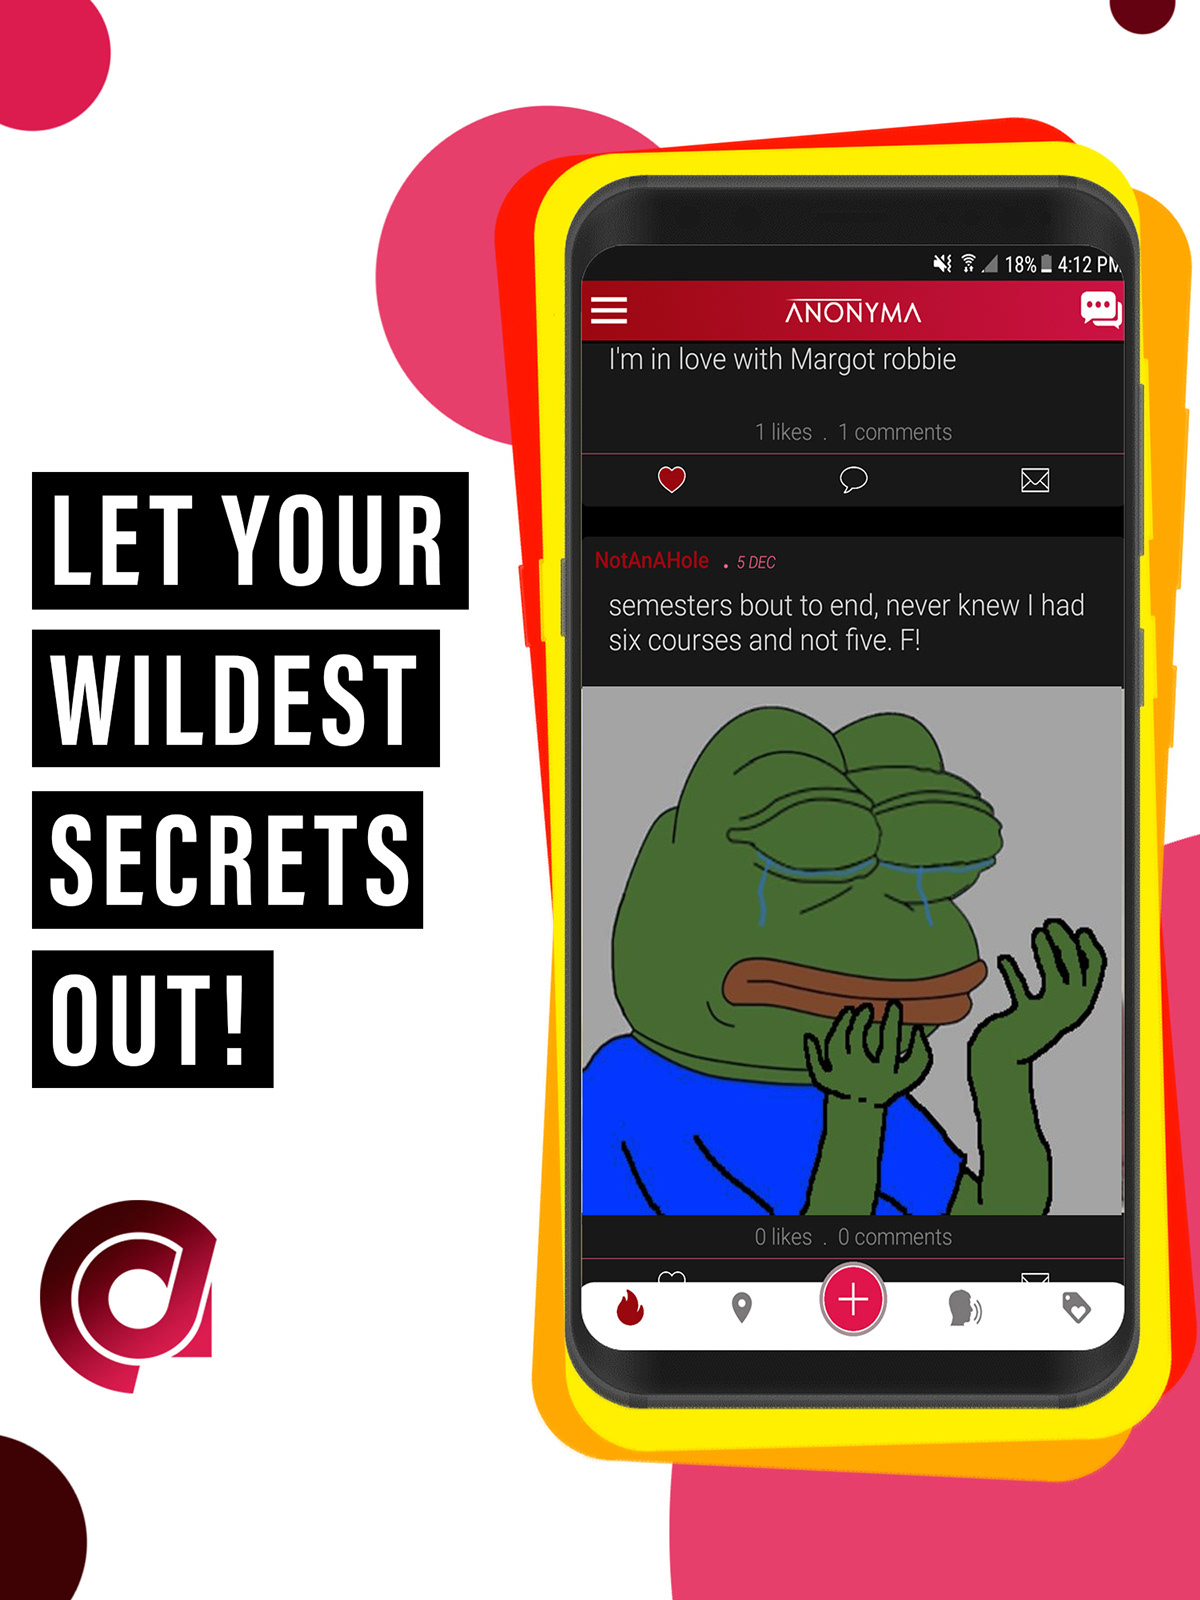 LET YOUR
WILDEST
SECRETS
OUT!
18% 4:12 PM
ANONYMA
I'm in love with Margot robbie
1 likes . 1 comments
NotAnAHole . 5 DEC
semesters bout to end, never knew I had
six courses and not five. F!
0 likes . 0 comments